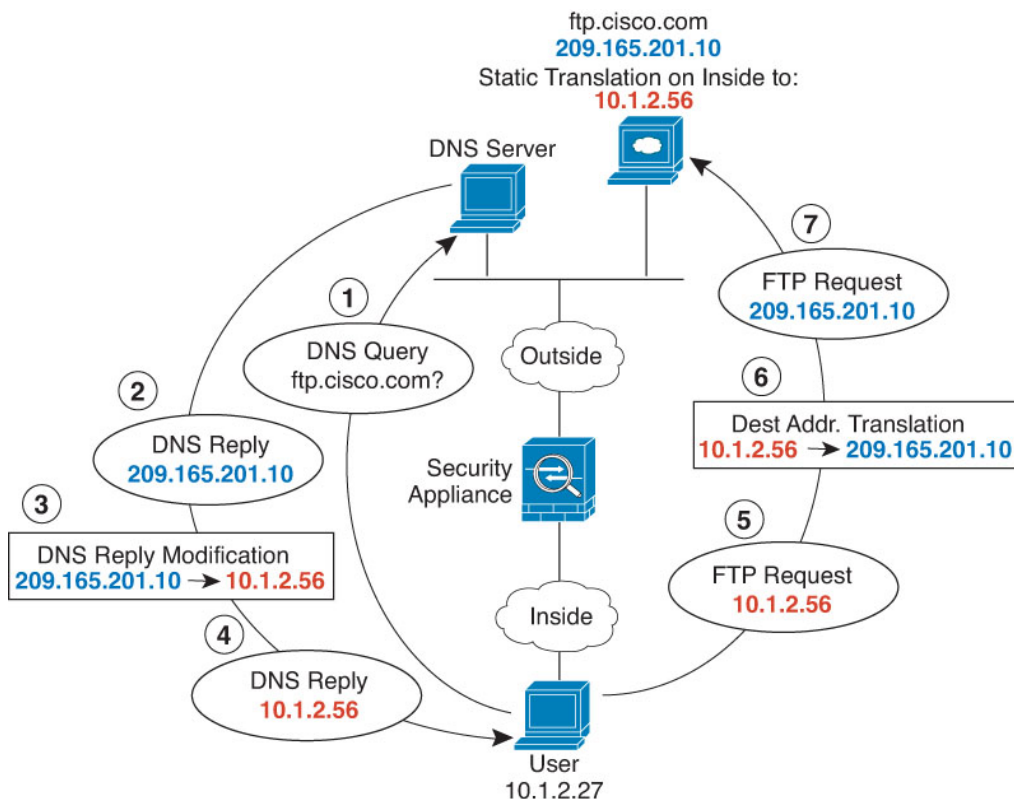 ftp.cisco.com
209.165.201.10
Static Translation on Inside to:
10.1.2.56
DNS Server
7
FTP Request
209.165.201.10
1
DNS Query
ftp.cisco.com?
Outside
2
DNS Reply
209.165.201.10
6
Dest Addr. Translation
10.1.2.56 → 209.165.201.10
Security
Appliance
3
DNS Reply Modification
209.165.201.10 → 10.1.2.56
5
FTP Request
10.1.2.56
Inside
4
DNS Reply
10.1.2.56
User
10.1.2.27